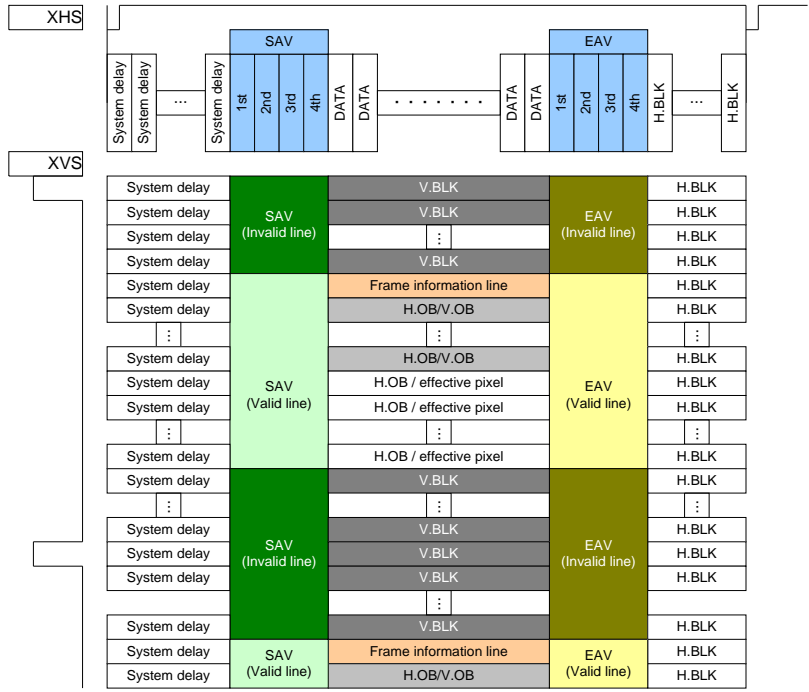 XHS
SAV
EAV
System delay
System delay
...
System delay
1st
2nd
3rd
4th
DATA
DATA
. . . . . . .
DATA
DATA
1st
2nd
3rd
4th
H.BLK
...
H.BLK
XVS
System delay
V.BLK
H.BLK
System delay
SAV
(Invalid line)
V.BLK
EAV
(Invalid line)
H.BLK
System delay
...
H.BLK
System delay
V.BLK
H.BLK
System delay
Frame information line
H.BLK
System delay
H.OB/V.OB
H.BLK
...
...
...
System delay
H.OB/V.OB
H.BLK
System delay
SAV
(Valid line)
H.OB / effective pixel
EAV
(Valid line)
H.BLK
System delay
H.OB / effective pixel
H.BLK
...
...
...
System delay
H.OB / effective pixel
H.BLK
System delay
V.BLK
H.BLK
...
...
...
System delay
V.BLK
H.BLK
System delay
SAV
(Invalid line)
V.BLK
EAV
(Invalid line)
H.BLK
System delay
V.BLK
H.BLK
...
System delay
V.BLK
H.BLK
System delay
SAV
(Valid line)
Frame information line
EAV
(Valid line)
H.BLK
System delay
H.OB/V.OB
H.BLK